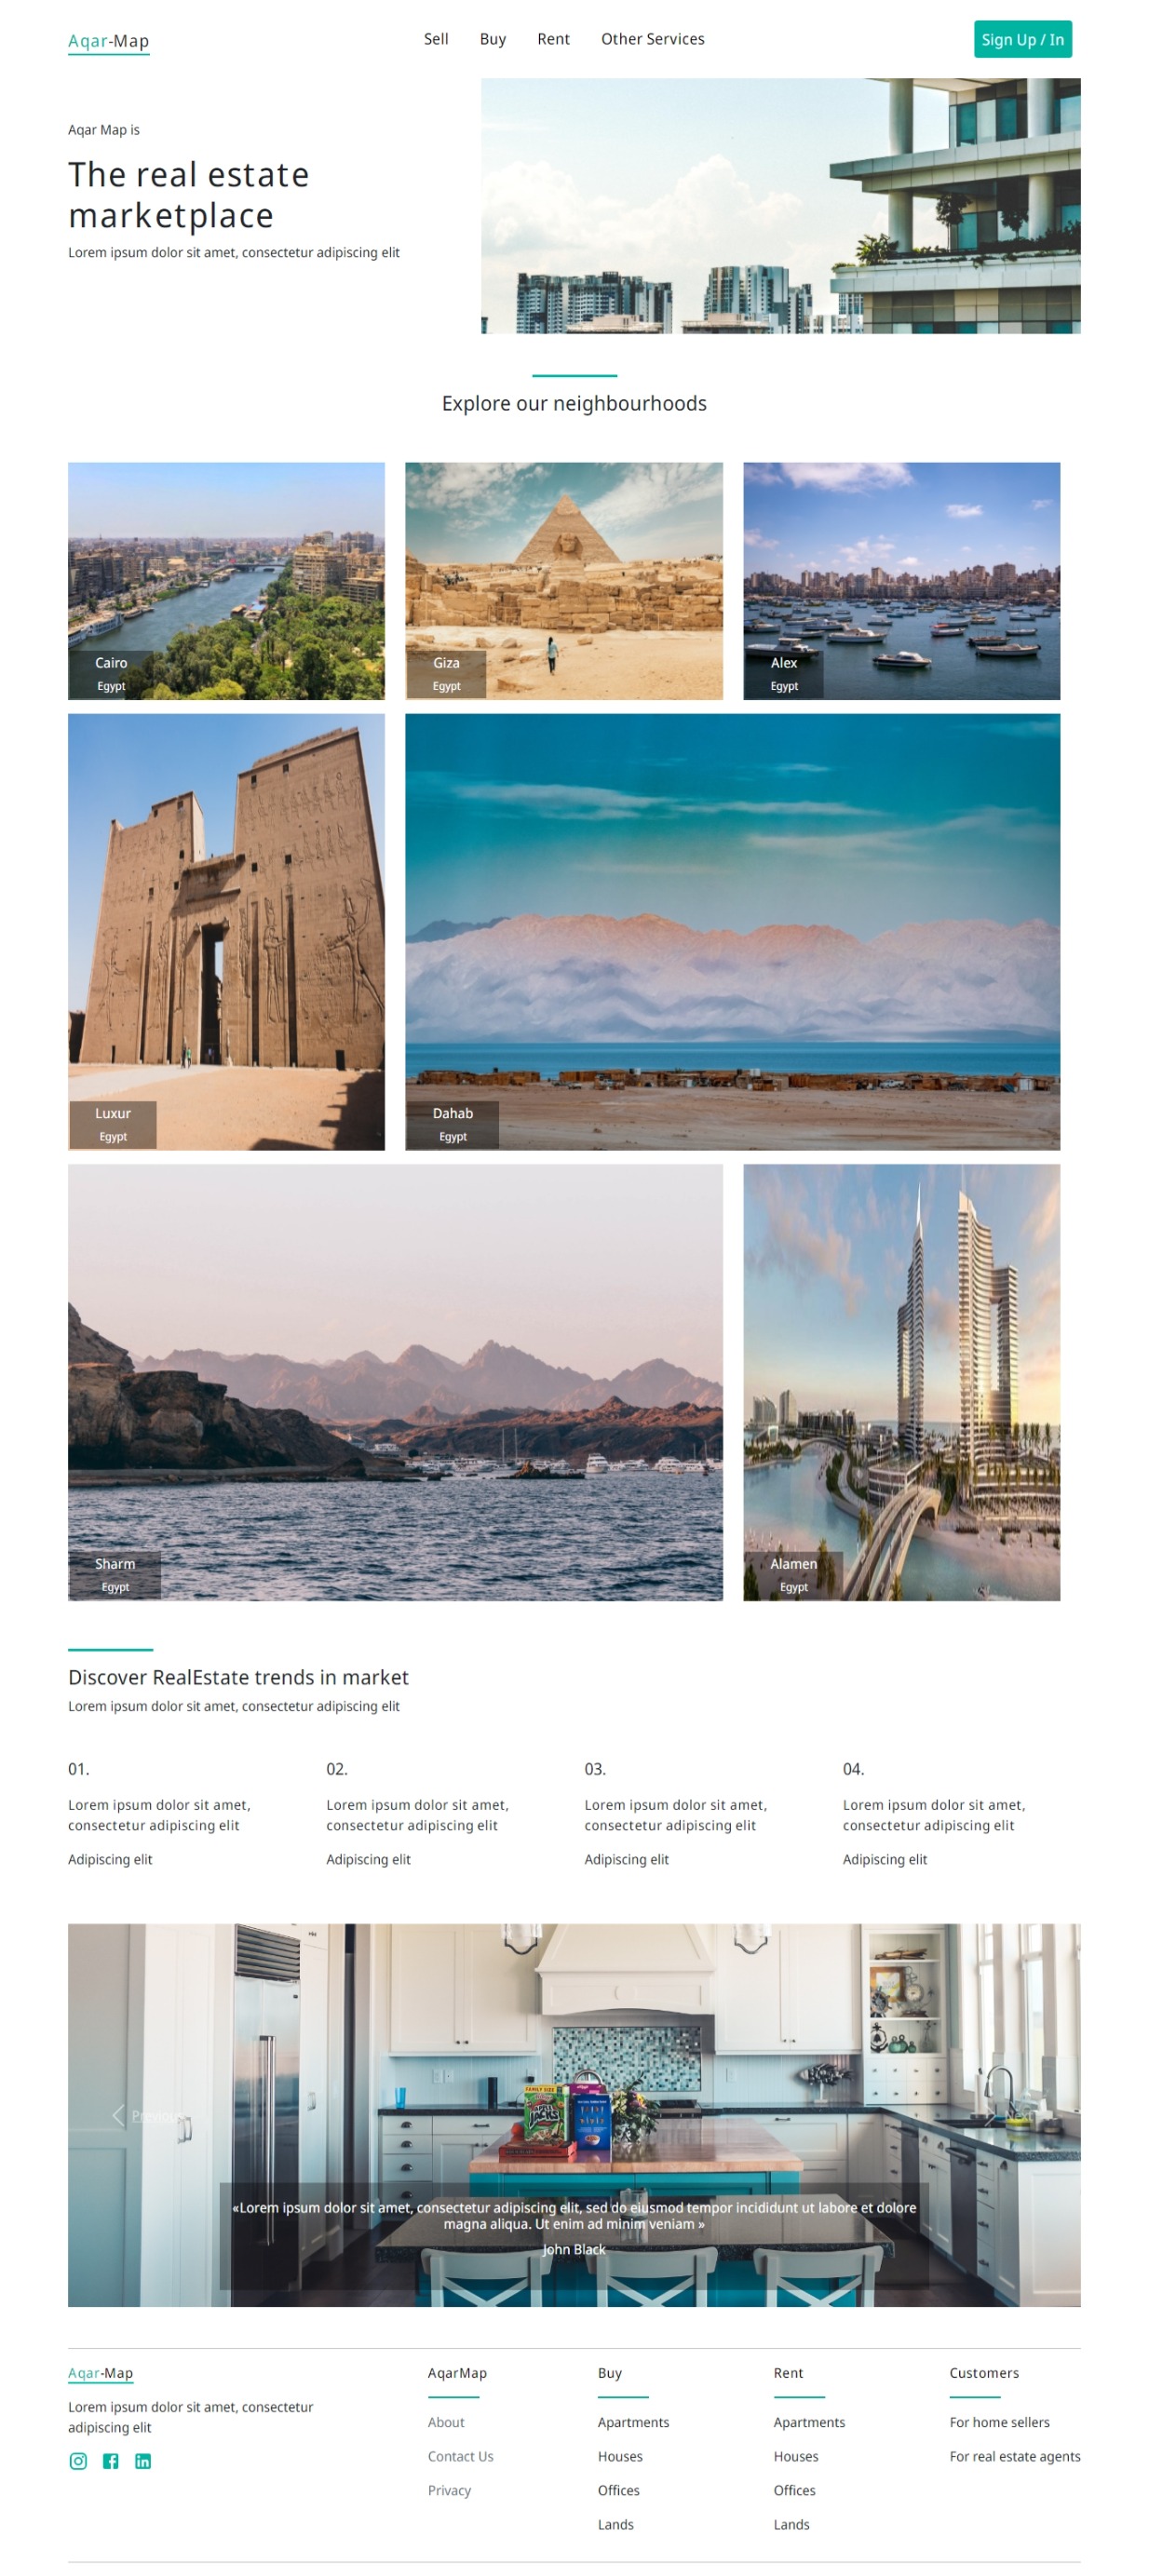 Aqar-Map
Sell
Buy
Rent
Other Services
Sign Up / In
Aqar Map is
The real estate
marketplace
Lorem ipsum dolor sit amet, consectetur adipiscing elit
Explore our neighbourhoods
Cairo
Egypt
Giza
Egypt
Alex
Egypt
Luxur
Egypt
Dahab
Egypt
Sharm
Egypt
Alamen
Egypt
Discover RealEstate trends in market
Lorem ipsum dolor sit amet, consectetur adipiscing elit
01.
Lorem ipsum dolor sit amet,
consectetur adipiscing elit
Adipiscing elit
02.
Lorem ipsum dolor sit amet,
consectetur adipiscing elit
Adipiscing elit
03.
Lorem ipsum dolor sit amet,
consectetur adipiscing elit
Adipiscing elit
04.
Lorem ipsum dolor sit amet,
consectetur adipiscing elit
Adipiscing elit
FAMILY SIZE
Jacks
Previous
«Lorem ipsum dolor sit amet, consectetur adipiscing elit, sed do eiusmod tempor incididunt ut labore et dolore
magna aliqua. Ut enim ad minim veniam »
John Black
Aqar-Map
Lorem ipsum dolor sit amet, consectetur
adipiscing elit
AqarMap
About
Contact Us
Privacy
Buy
Apartments
Houses
Offices
Lands
Rent
Apartments
Houses
Offices
Lands
Customers
For home sellers
For real estate agents